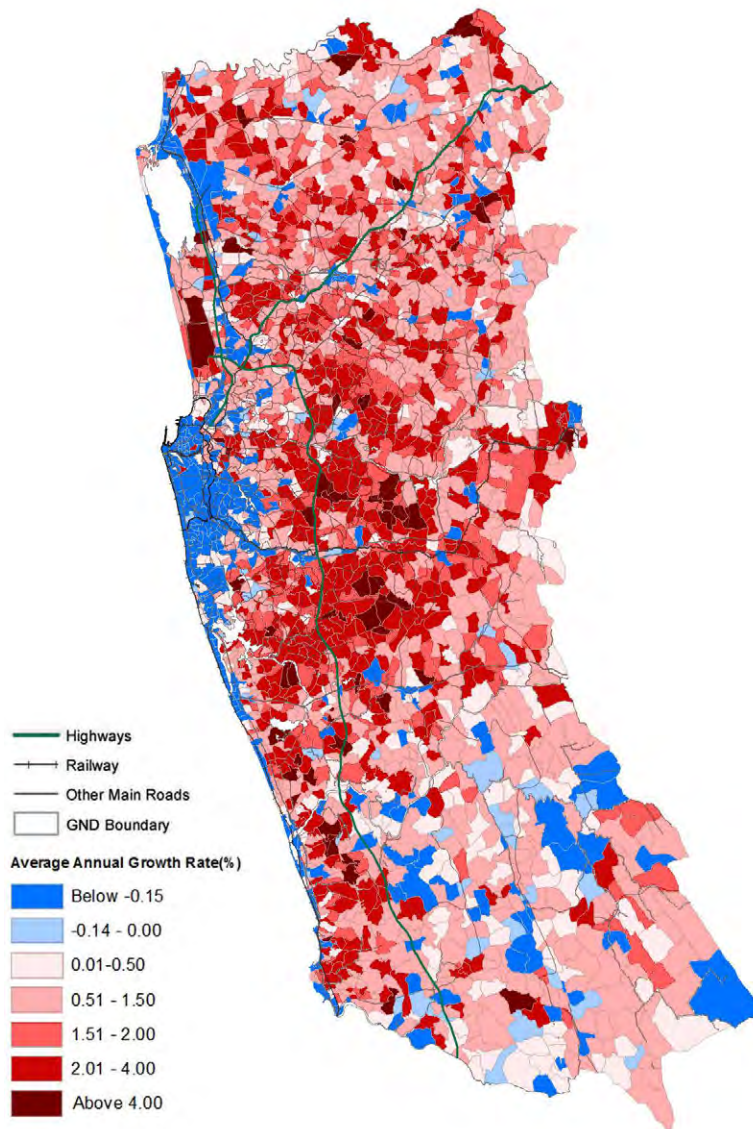 Highways
Railway
Other Main Roads
GND Boundary
Average Annual Growth Rate(%)
Below -0.15
-0.14 - 0.00
0.01-0.50
0.51 - 1.50
1.51 - 2.00
2.01 - 4.00
Above 4.00